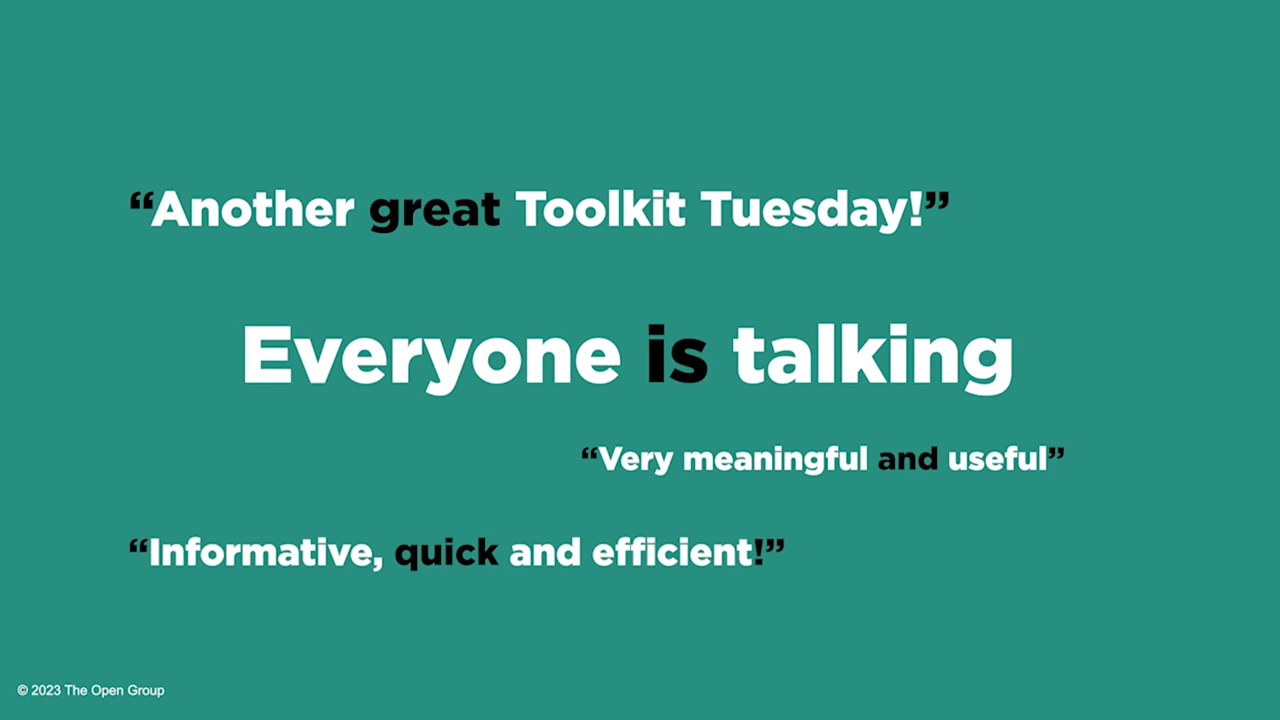 “Another great Toolkit Tuesday!”
Everyone is talking
“Very meaningful and useful”
“Informative, quick and efficient!”
© 2023 The Open Group